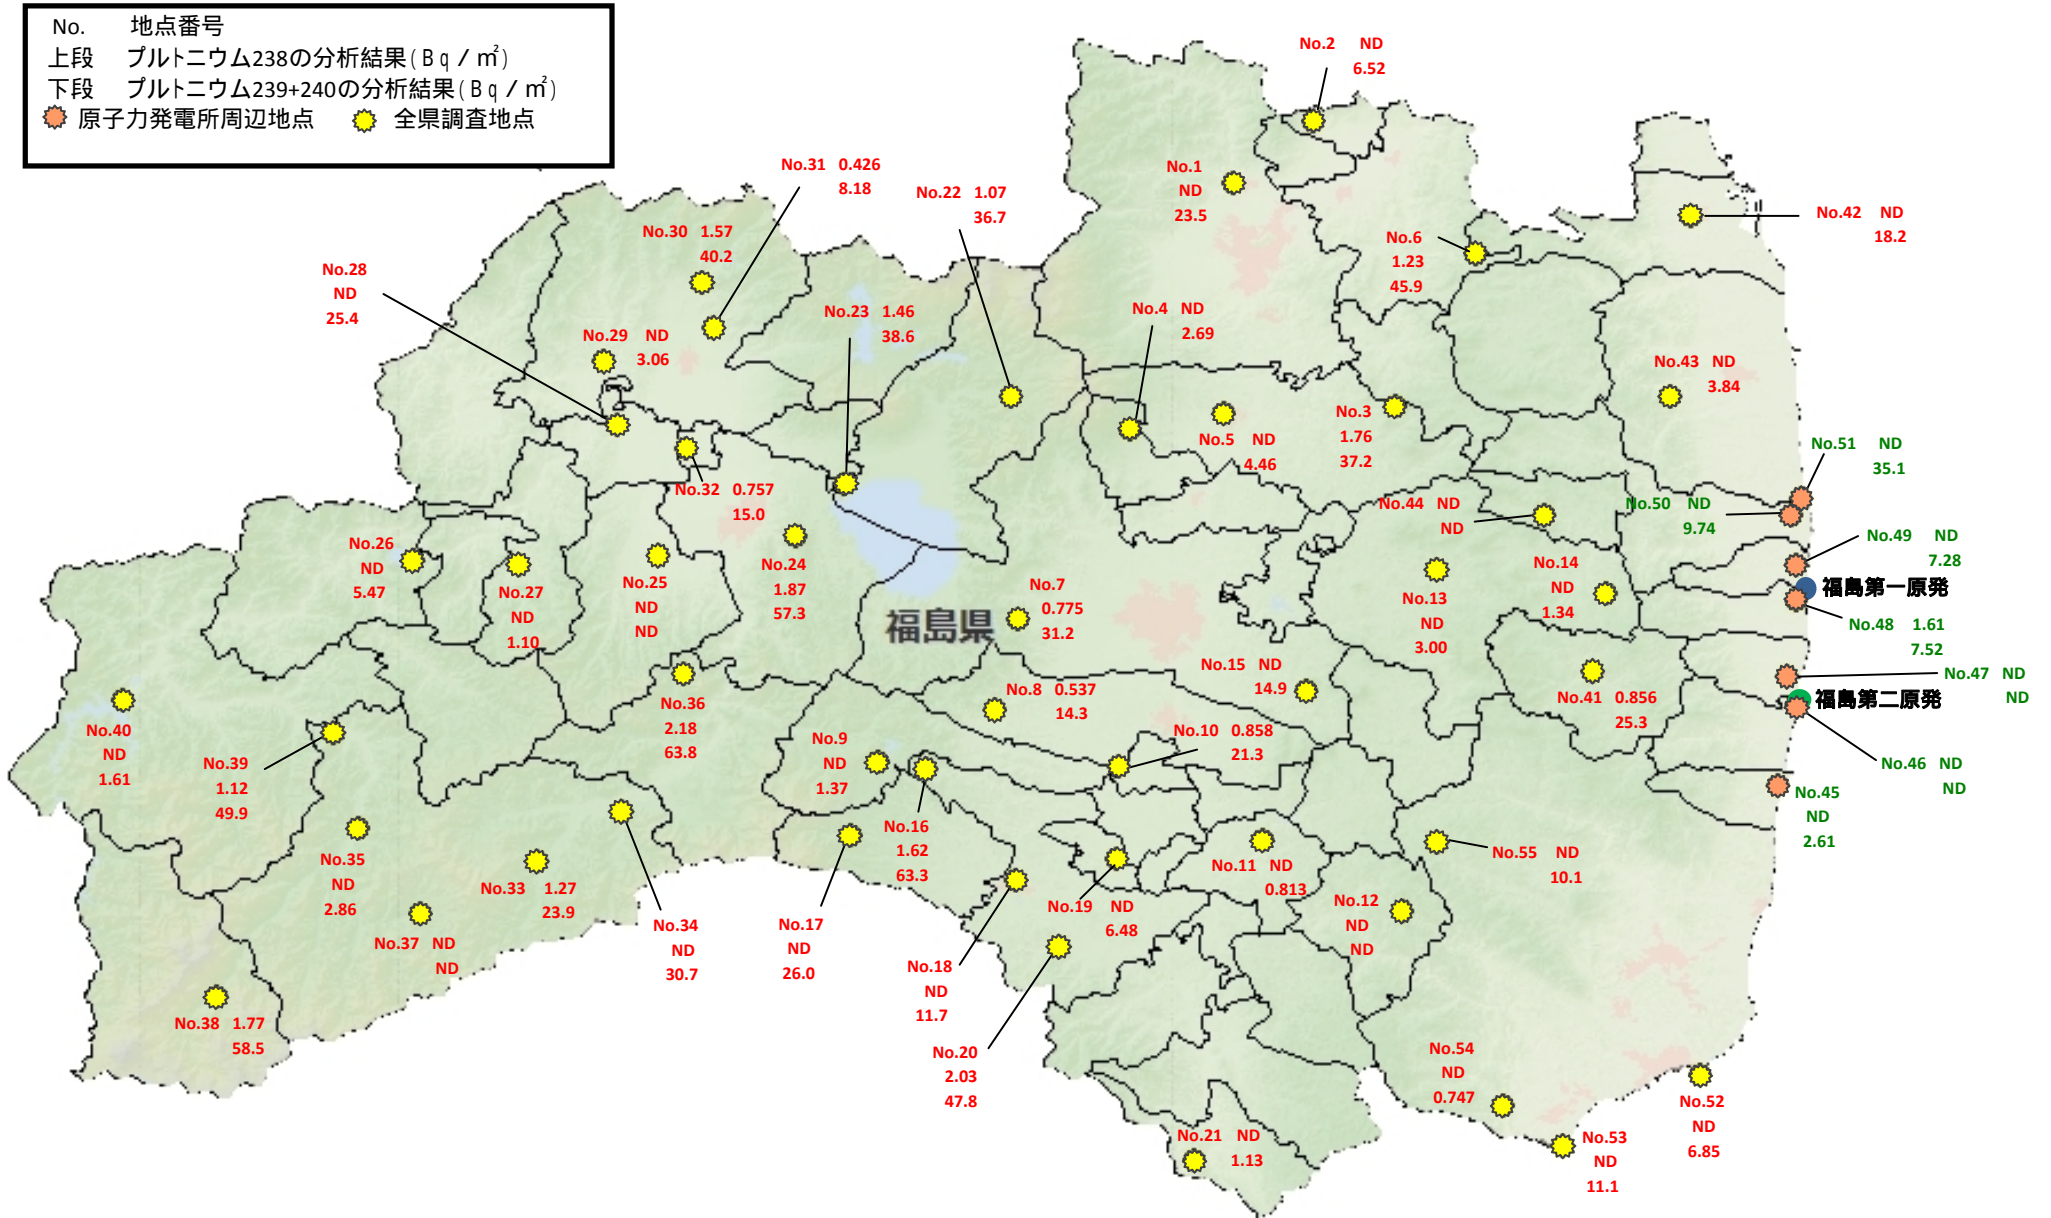 No. 地点番号
上段 プルトニウム238の分析結果(Bq/㎡)
下段 プルトニウム239+240の分析結果(Bq/㎡)
原子力発電所周辺地点 全県調査地点
No.2 ND
6.52
No.31 0.426
8.18
No.1
ND
23.5
No.22 1.07
36.7
No.42 ND
18.2
No.30 1.57
40.2
No.6
1.23
45.9
No.28
ND
25.4
No.23 1.46
38.6
No.4 ND
2.69
No.29 ND
3.06
No.43 ND
3.84
No.3
1.76
37.2
No.5 ND
4.46
No.51 ND
35.1
No.32 0.757
15.0
No.44 ND
ND
No.50 ND
9.74
No.49 ND
7.28
No.26
ND
5.47
No.27
ND
1.10
No.25
ND
ND
No.24
1.87
57.3
No.7
0.775
31.2
No.14
ND
1.34
No.13
ND
3.00
福島第一原発
福島県
No.48 1.61
7.52
No.15 ND
14.9
No.47 ND
ND
No.8 0.537
14.3
No.41 0.856
25.3
福島第二原発
No.36
2.18
63.8
No.40
ND
1.61
No.39
1.12
49.9
No.9
ND
1.37
No.10 0.858
21.3
No.46 ND
ND
No.45
ND
2.61
No.16
1.62
63.3
No.35
ND
2.86
No.33 1.27
23.9
No.11 ND
0.813
No.55 ND
10.1
No.12
ND
ND
No.19 ND
6.48
No.34
ND
30.7
No.17
ND
26.0
No.37 ND
ND
No.18
ND
11.7
No.38 1.77
58.5
No.20
2.03
47.8
No.54
ND
0.747
No.52
ND
6.85
No.21 ND
1.13
No.53
ND
11.1